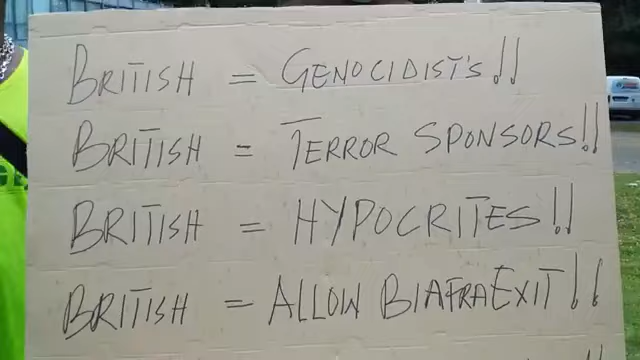 BRITISH = GENOCIDIST'S!!
BRITISH = TERROR SPONSORS!!
BRITISH = HYPOCRITES!!
BRITISH = ALLOW BIAFRAEXIT!!